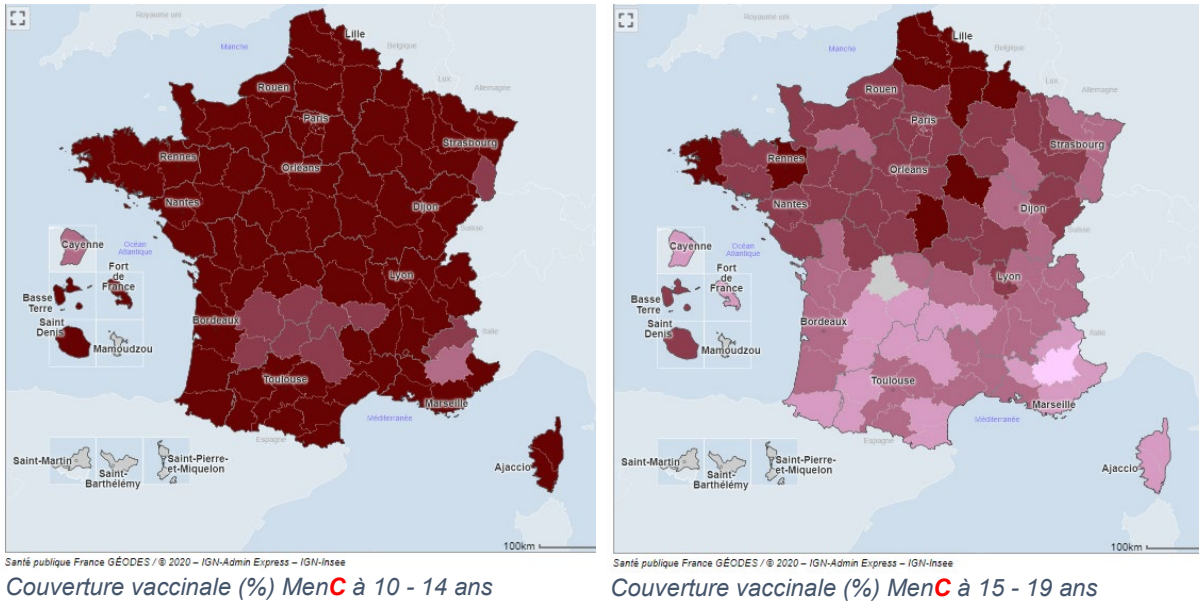 Royaume uni
Lille
Manche
Belgique
Lux.
Allemagne
Rouen
Paris
Strasbourg
Rennes
Orléans
Nantes
Dijon
Suisse
Cayenne
Océan
Atlantique
Fort
de
France
Lyon
Basse
Terre
Bordeaux
Saint
Denis
Italie
Mamoudzou
Toulouse
Marseille
Méditerranée
Espagne
Saint-Martin
Saint-
Barthélémy
Saint-Pierre-
et-Miquelon
Ajaccio
100km
Santé publique France GÉODES / © 2020 – IGN-Admin Express – IGN-Insee
Couverture vaccinale (%) MenC à 10 - 14 ans
Royaume uni
Lille
Manche
Belgique
Lux.
Allemagne
Rouen
Paris
Strasbourg
Rennes
Orléans
Nantes
Dijon
Suisse
Cayenne
Océan
Atlantique
Fort
de
France
Lyon
Basse
Terre
Bordeaux
Saint
Denis
Italie
Mamoudzou
Toulouse
Marseille
Méditerranée
Espagne
Saint-Martin
Saint-
Barthélémy
Saint-Pierre-
et-Miquelon
Ajaccio
100km
Santé publique France GÉODES / © 2020 – IGN-Admin Express – IGN-Insee
Couverture vaccinale (%) MenC à 15 - 19 ans